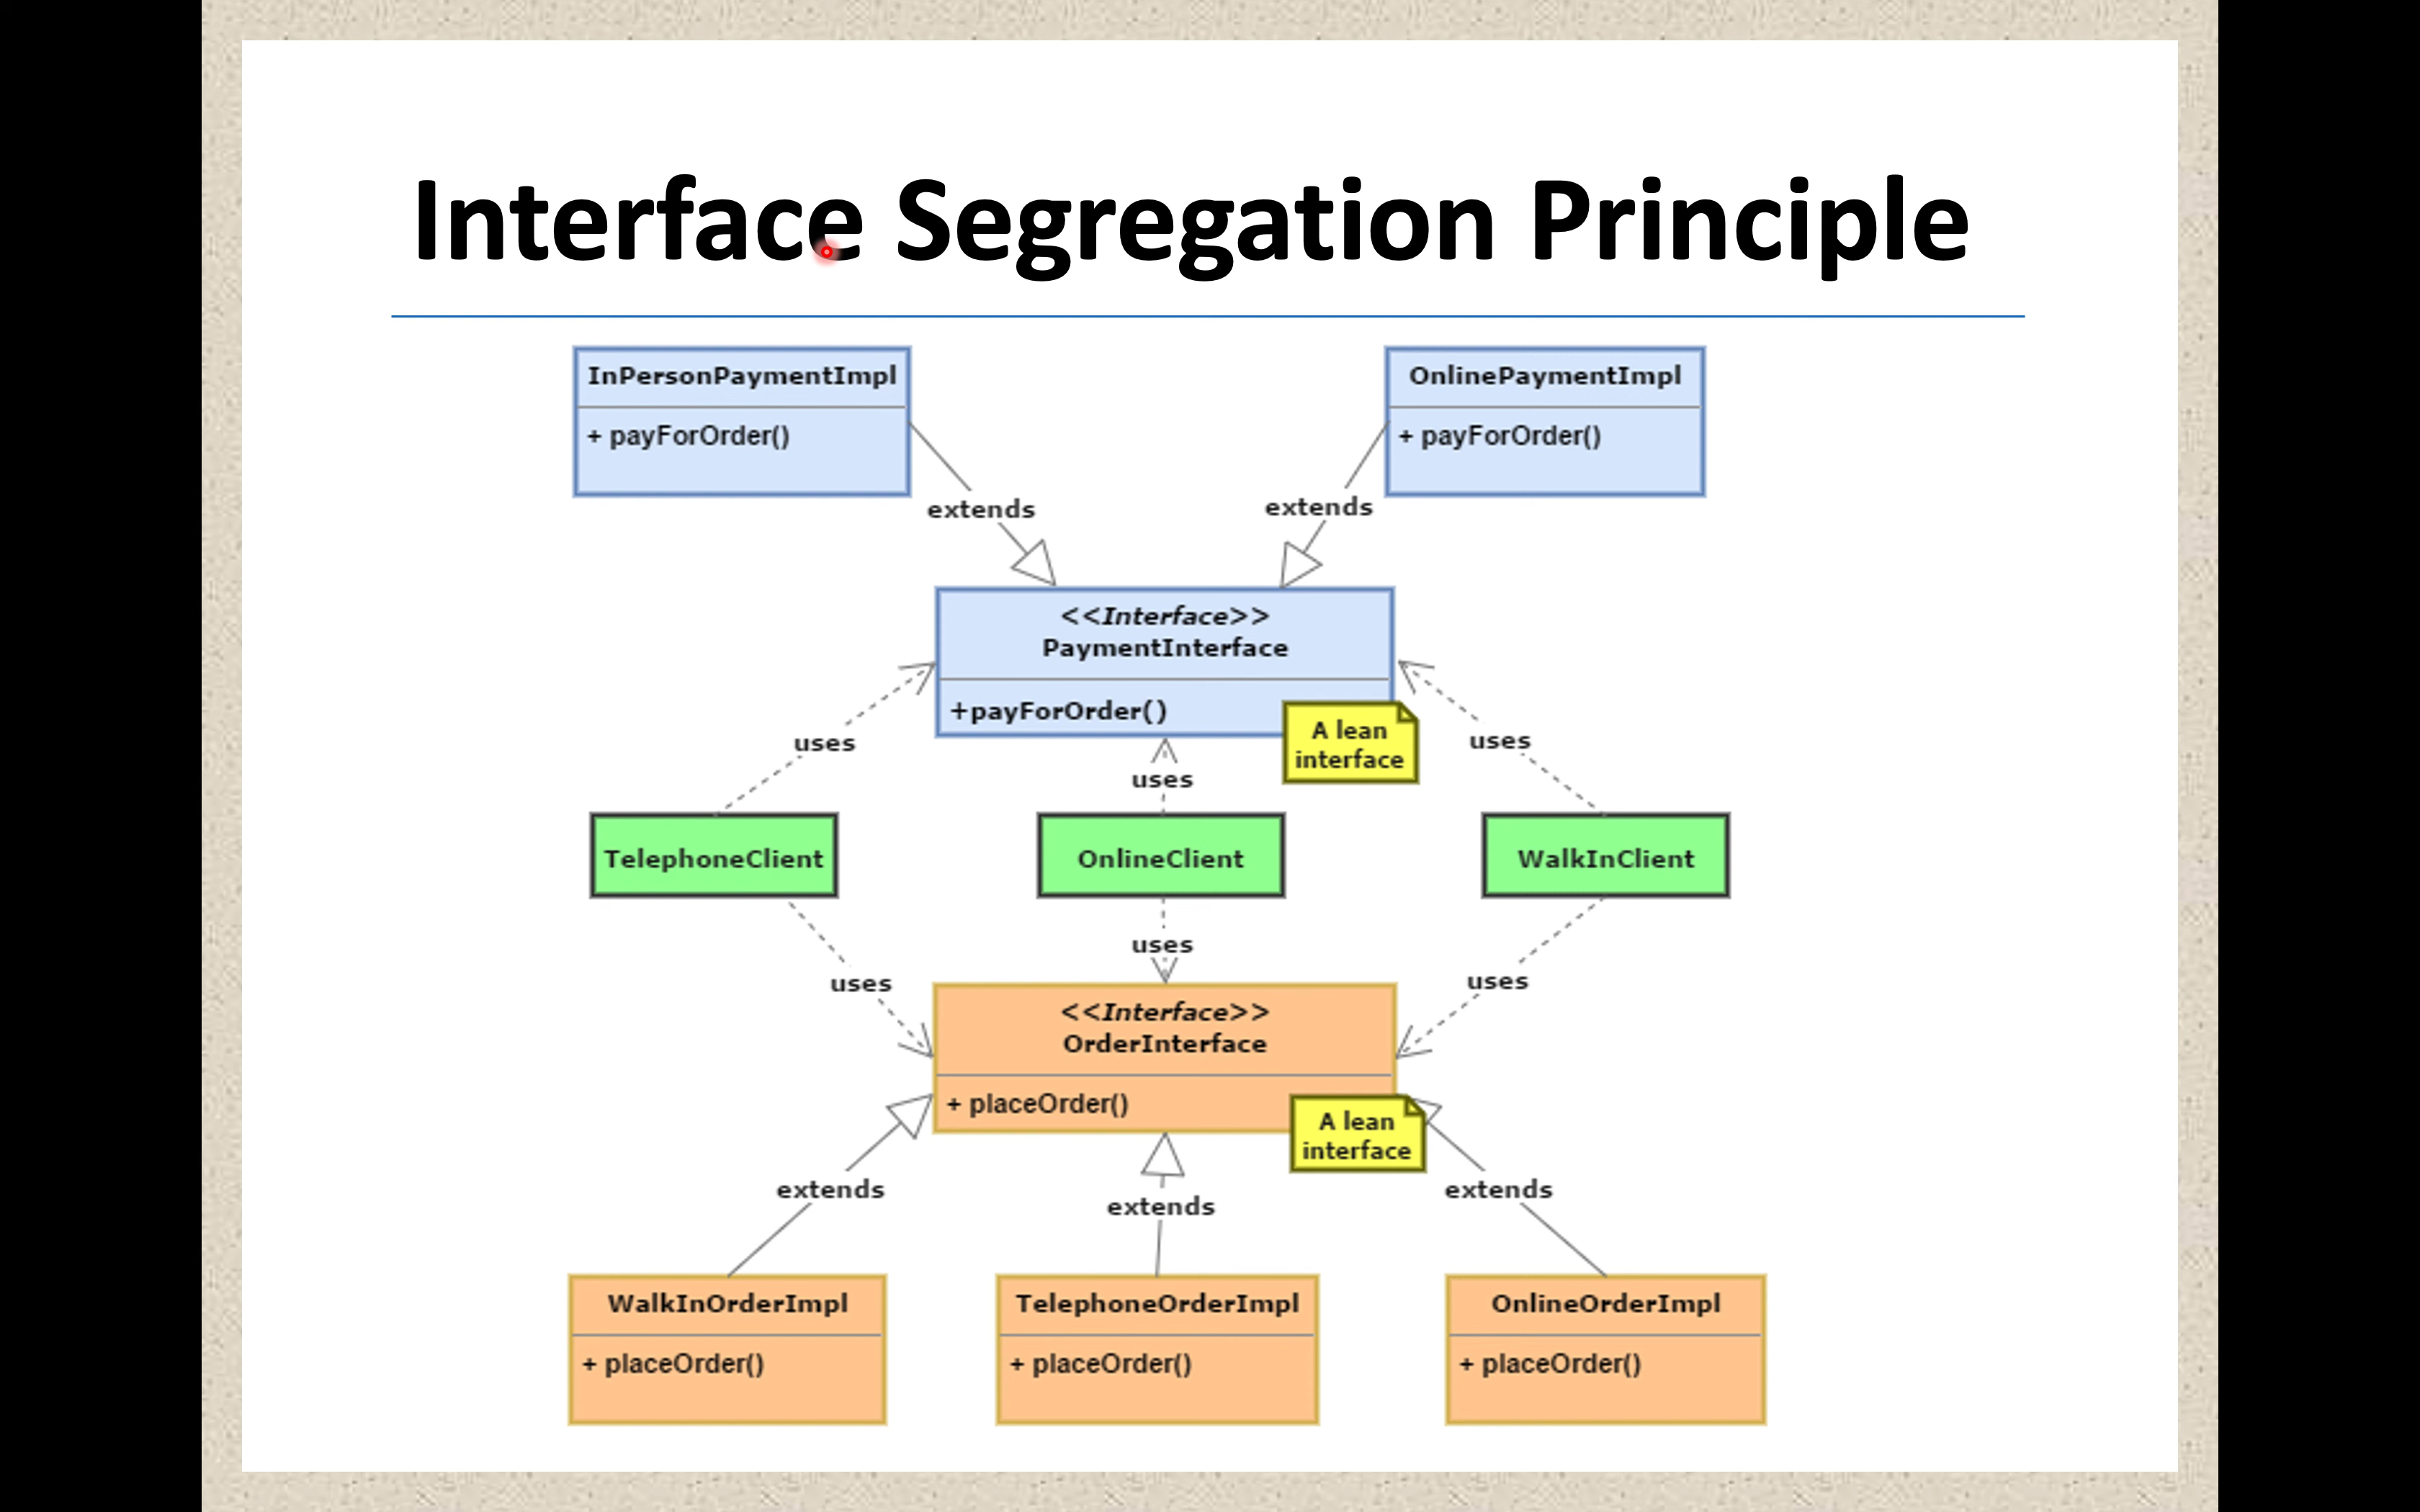 Interface Segregation Principle
InPersonPaymentImpl
+ payForOrder()
OnlinePaymentImpl
+ payForOrder()
extends
extends
<<Interface>>
PaymentInterface
+payForOrder()
A lean
interface
uses
uses
uses
TelephoneClient
OnlineClient
WalkInClient
uses
uses
uses
<<Interface>>
OrderInterface
+ placeOrder()
A lean
interface
extends
extends
extends
WalkInOrderImpl
+ placeOrder()
TelephoneOrderImpl
+ placeOrder()
OnlineOrderImpl
+ placeOrder()